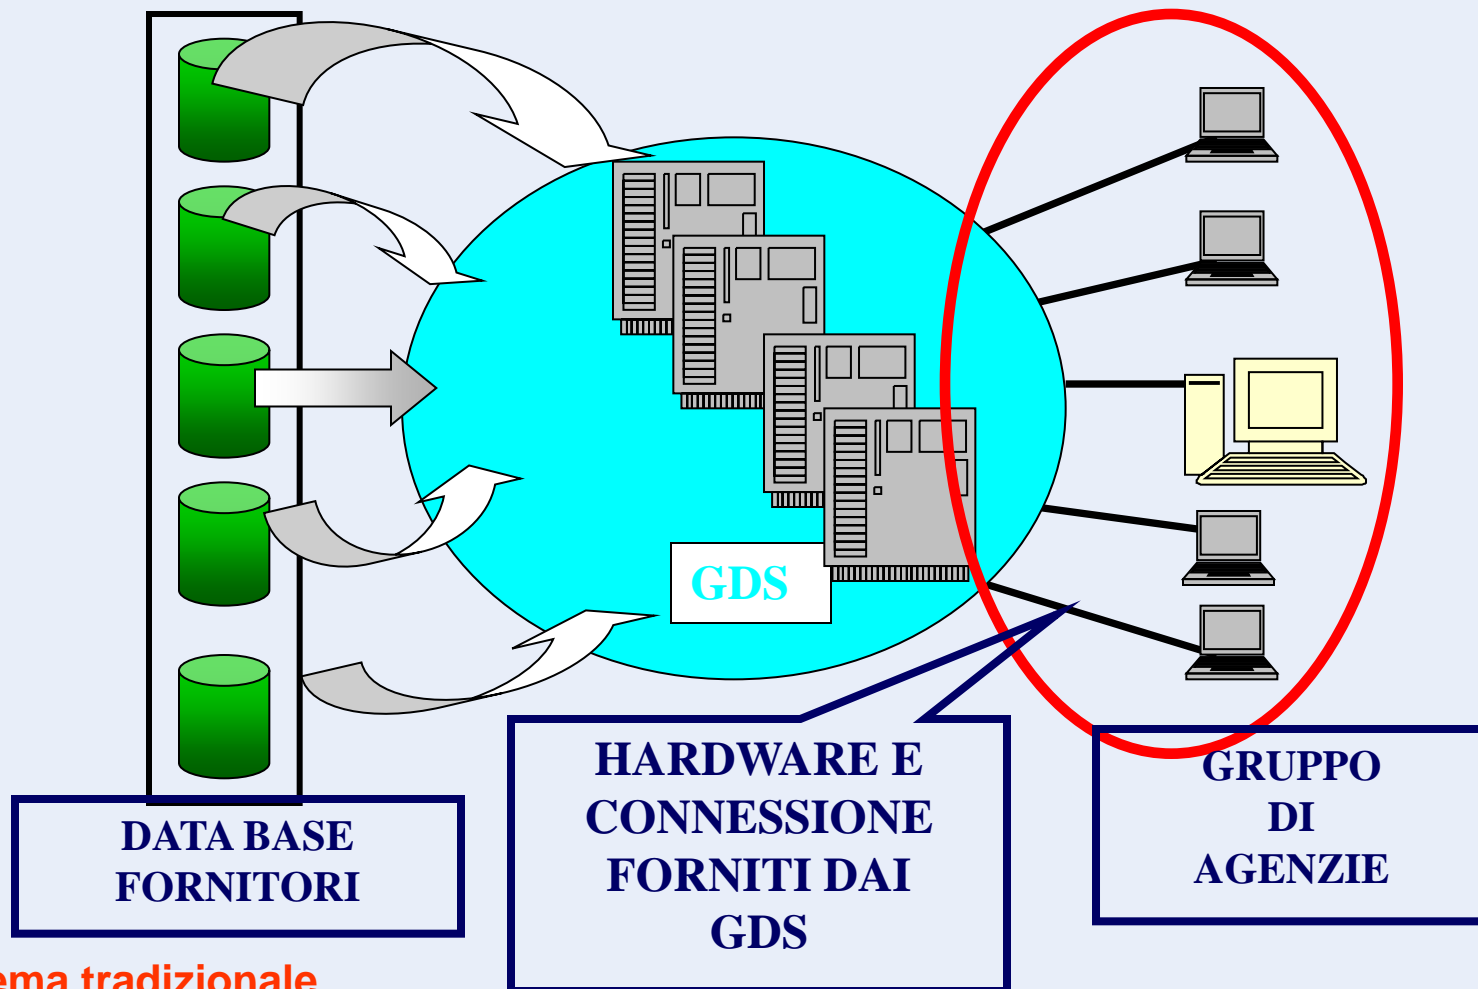 GDS
DATA BASE
FORNITORI
HARDWARE E
CONNESSIONE
FORNITI DAI
GDS
GRUPPO
DI
AGENZIE
tradizionale